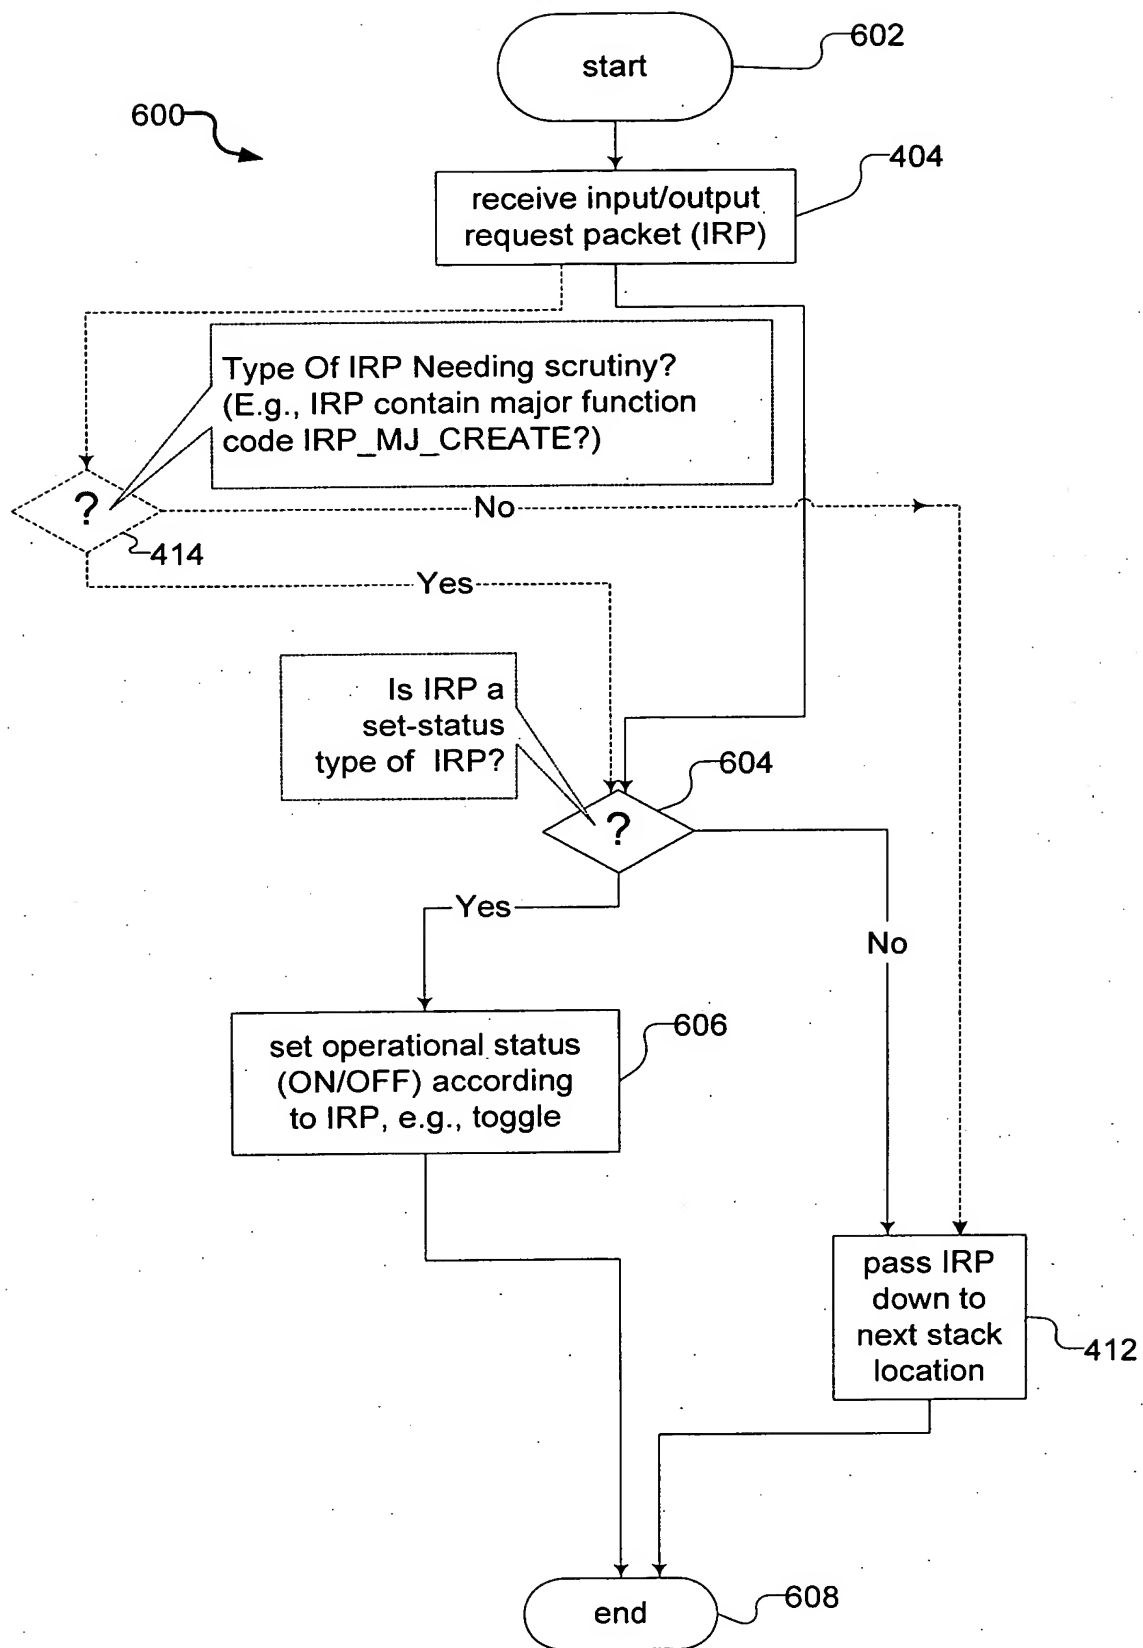 start
602
600
404
receive input/output
request packet (IRP)
Type Of IRP Needing scrutiny?
(E.g., IRP contain major function
code IRP_MJ_CREATE?)
?
No
414
Yes
Is IRP a
set-status
type of IRP?
604
?
Yes
No
606
set operational status
(ON/OFF) according
to IRP, e.g., toggle
pass IRP
down to
next stack
location
412
end
608